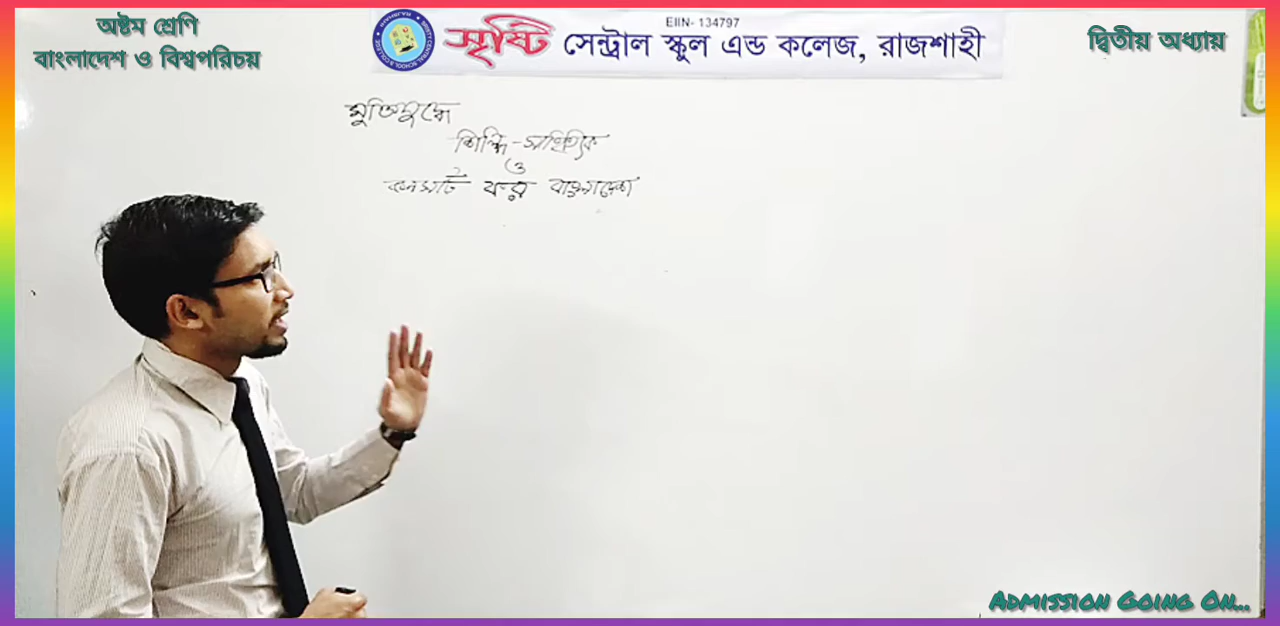 অষ্টম শ্রেণি
বাংলাদেশ ও বিশ্বপরিচয়
EIIN- 134797
সৃষ্টি সেন্ট্রাল স্কুল এন্ড কলেজ, রাজশাহী
দ্বিতীয় অধ্যায়
মুক্তিযুদ্ধে
শিল্পি-সাহিত্যিক
ও
কনসার্ট ফর বাংলাদেশ
Admission Going On...